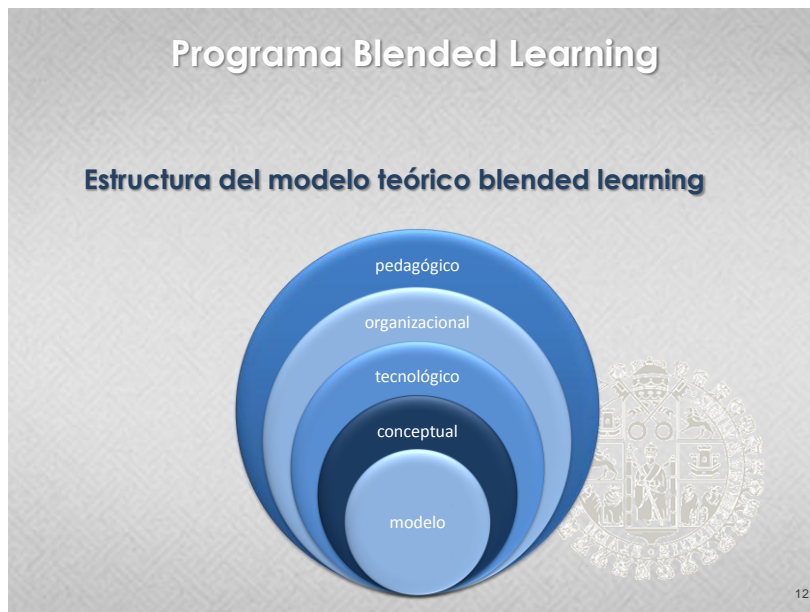 Programa Blended Learning
Estructura del modelo teórico blended learning
pedagógico
organizacional
tecnológico
conceptual
modelo
12